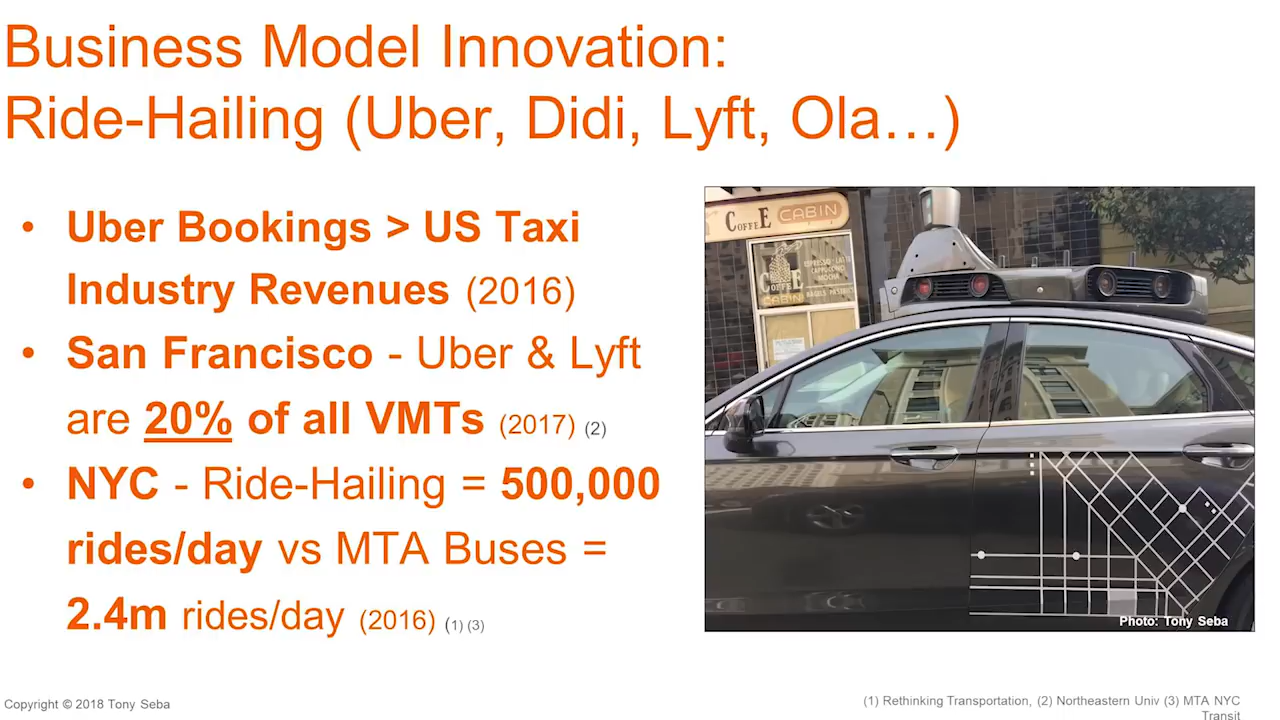 Business Model Innovation:
Ride-Hailing (Uber, Didi, Lyft, Ola…)
• Uber Bookings > US Taxi
Industry Revenues (2016)
• San Francisco - Uber & Lyft
are 20% of all VMTs (2017) (2)
• NYC - Ride-Hailing = 500,000
rides/day vs MTA Buses =
2.4m rides/day (2016) (1) (3)
COFFEE CABIN
COFFEE
CABIN
ESPRESSO · LATTE
CAPPUCCINO
MOCHA
Photo: Tony Seba
Copyright © 2018 Tony Seba
(1) Rethinking Transportation, (2) Northeastern Univ (3) MTA NYC
Transit